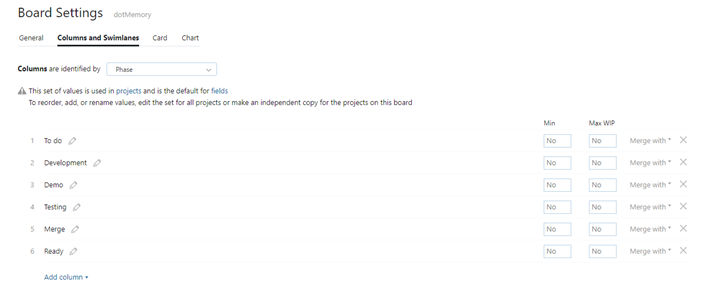 Board Settings dotMemory
General Columns and Swimlanes Card Chart
Columns are identified by Phase
This set of values is used in projects and is the default for fields
To reorder, add, or rename values, edit the set for all projects or make an independent copy for the projects on this board
Min Max WIP
1 To do No No Merge with
2 Development No No Merge with
3 Demo No No Merge with
4 Testing No No Merge with
5 Merge No No Merge with
6 Ready No No Merge with
Add column